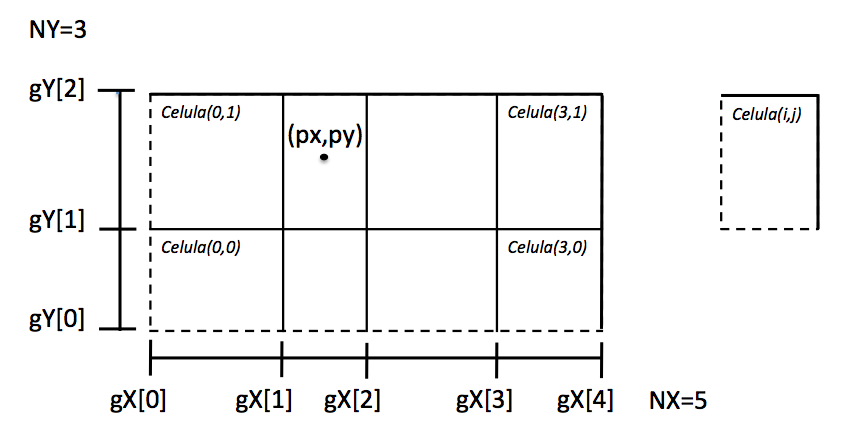 NY=3
gY[2]
Celula(0,1)
Celula(3,1)
Celula(i,j)
(px,py)
gY[1]
Celula(0,0)
Celula(3,0)
gY[0]
gX[0]
gX[1]
gX[2]
gX[3]
gX[4]
NX=5